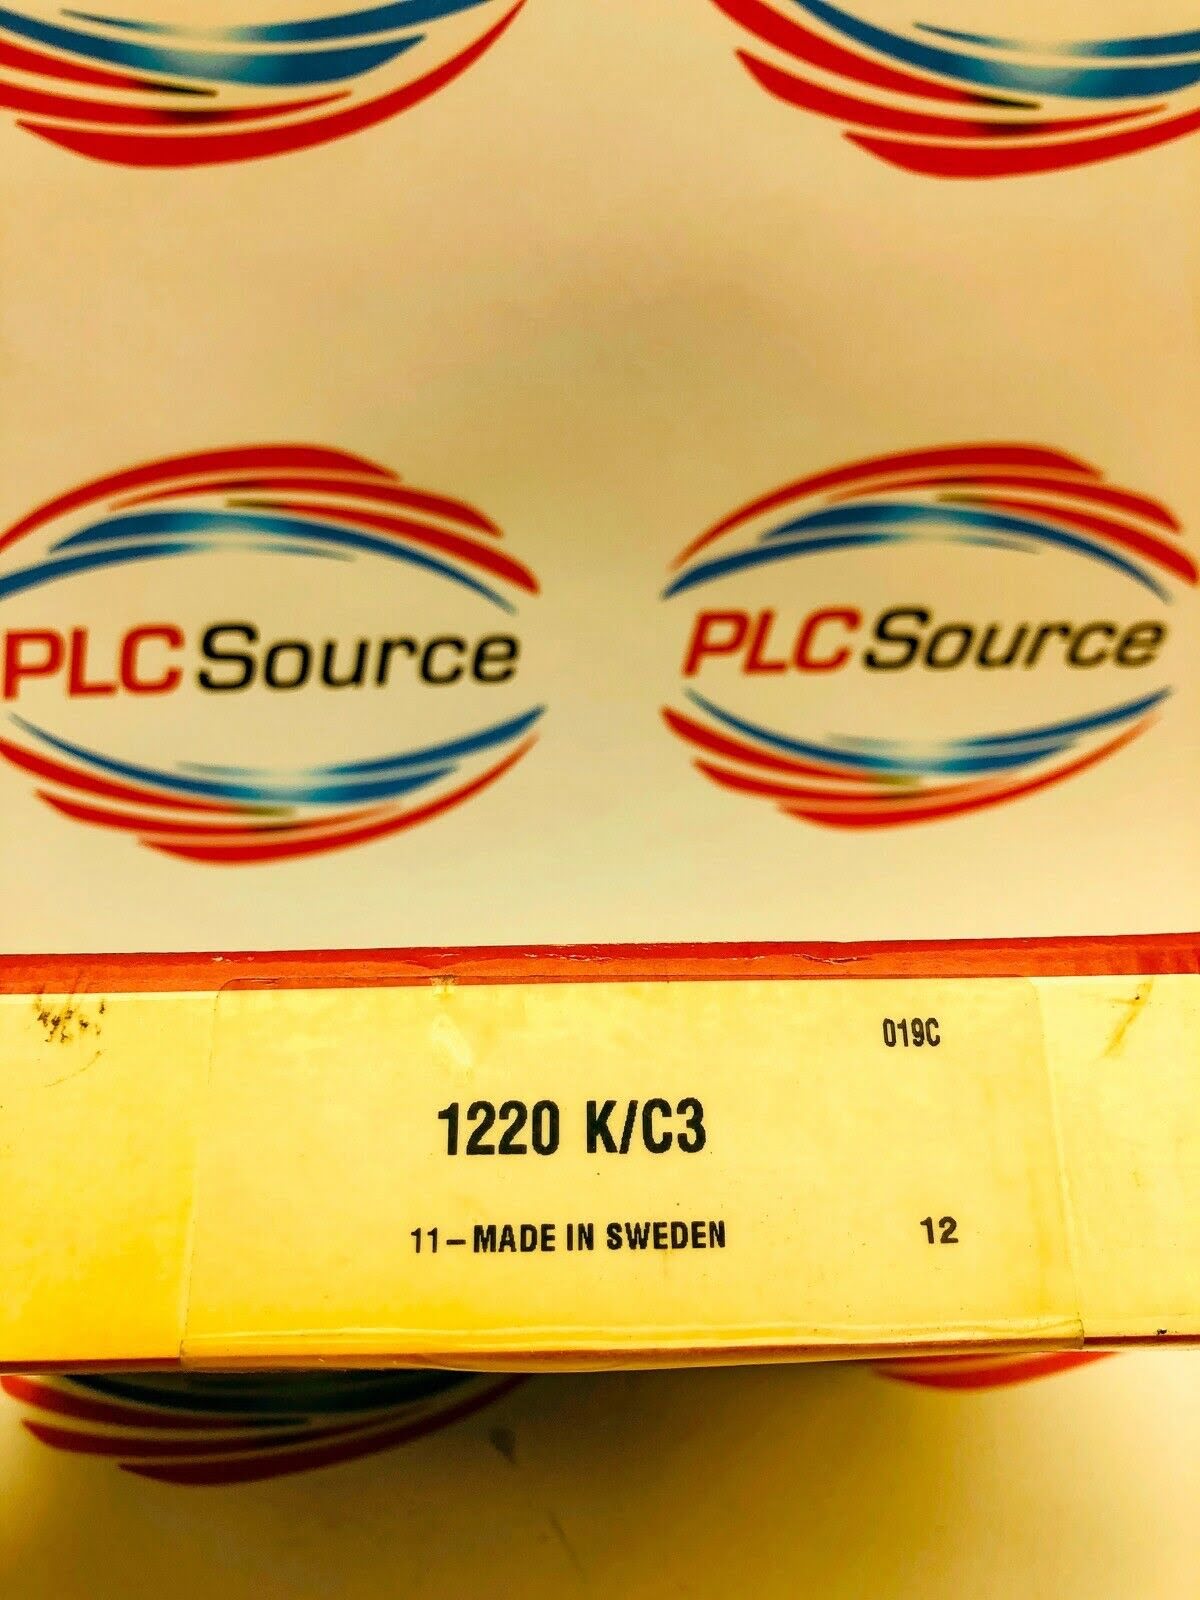 PLC Source PLC Source
019C
1220 K/C3
11–MADE IN SWEDEN 12